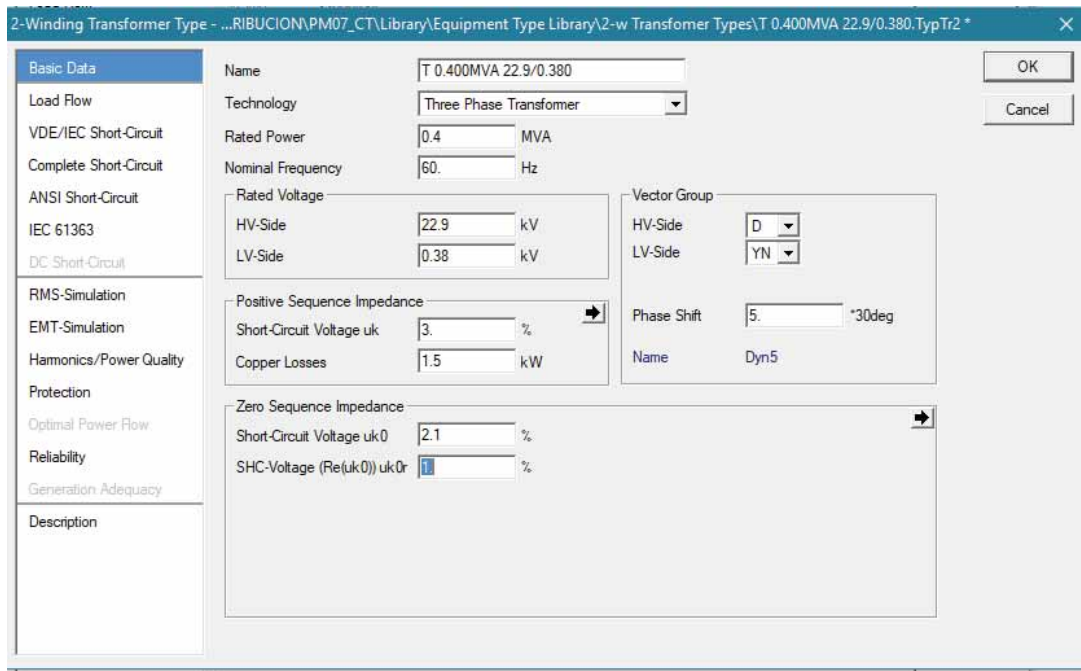 2-Winding Transformer Type - ...RIBUCION\PM07_CT\Library\Equipment Type Library\2-w Transfomer Types\T 0.400MVA 22.9/0.380.TypTr2 *
Basic Data
Load Flow
VDE/IEC Short-Circuit
Complete Short-Circuit
ANSI Short-Circuit
IEC 61363
DC Short-Circuit
RMS-Simulation
EMT-Simulation
Harmonics/Power Quality
Protection
Optimal Power Flow
Reliability
Generation Adequacy
Description
Name T 0.400MVA 22.9/0.380
Technology Three Phase Transformer
Rated Power 0.4 MVA
Nominal Frequency 60. Hz
Rated Voltage
HV-Side 22.9 kV
LV-Side 0.38 kV
Vector Group
HV-Side D
LV-Side YN
Phase Shift 5. *30deg
Name Dyn5
Positive Sequence Impedance
Short-Circuit Voltage uk 3. %
Copper Losses 1.5 kW
Zero Sequence Impedance
Short-Circuit Voltage uk0 2.1 %
SHC-Voltage (Re(uk0)) uk0r 1. %
OK
Cancel